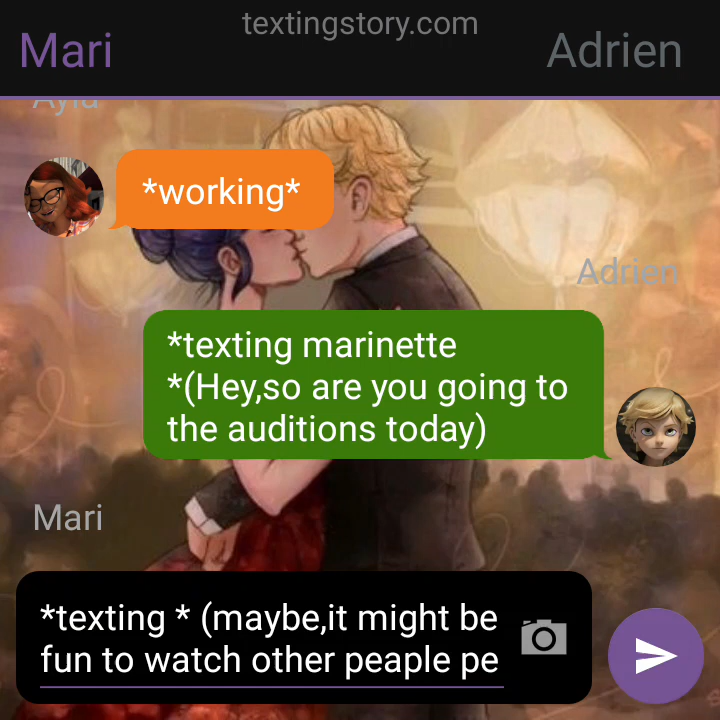 textingstory.com
Mari
Adrien
Ayla
*working*
Adrien
*texting marinette
*(Hey,so are you going to
the auditions today)
Mari
*texting * (maybe,it might be
fun to watch other peaple pe